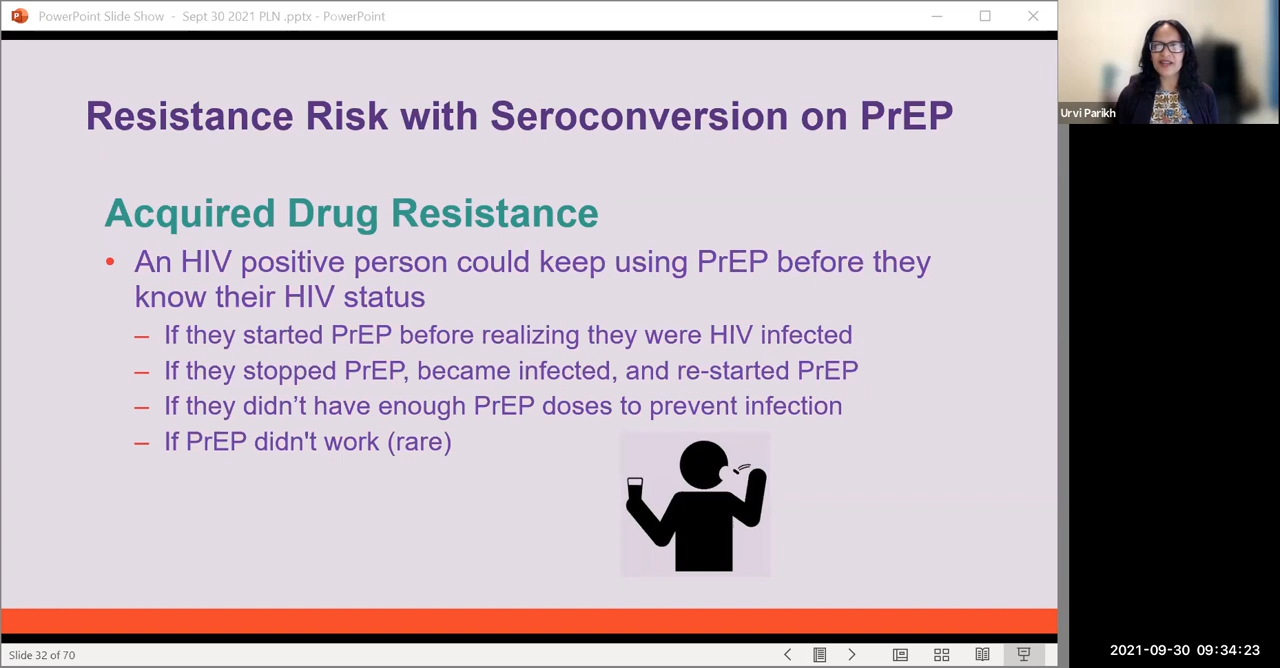 PowerPoint Slide Show - Sept 30 2021 PLN .pptx - PowerPoint
Resistance Risk with Seroconversion on PrEP
Acquired Drug Resistance
• An HIV positive person could keep using PrEP before they
know their HIV status
– If they started PrEP before realizing they were HIV infected
– If they stopped PrEP, became infected, and re-started PrEP
– If they didn’t have enough PrEP doses to prevent infection
– If PrEP didn't work (rare)
Slide 32 of 70
Urvi Parikh
2021-09-30 09:34:23